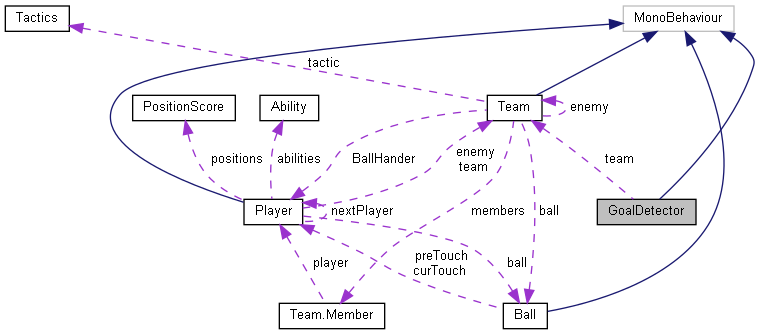 Tactics
MonoBehaviour
tactic
PositionScore
Ability
Team
enemy
positions
abilities
BallHander
enemy
team
team
Player
nextPlayer
members
ball
GoalDetector
player
preTouch
curTouch
ball
Team.Member
Ball